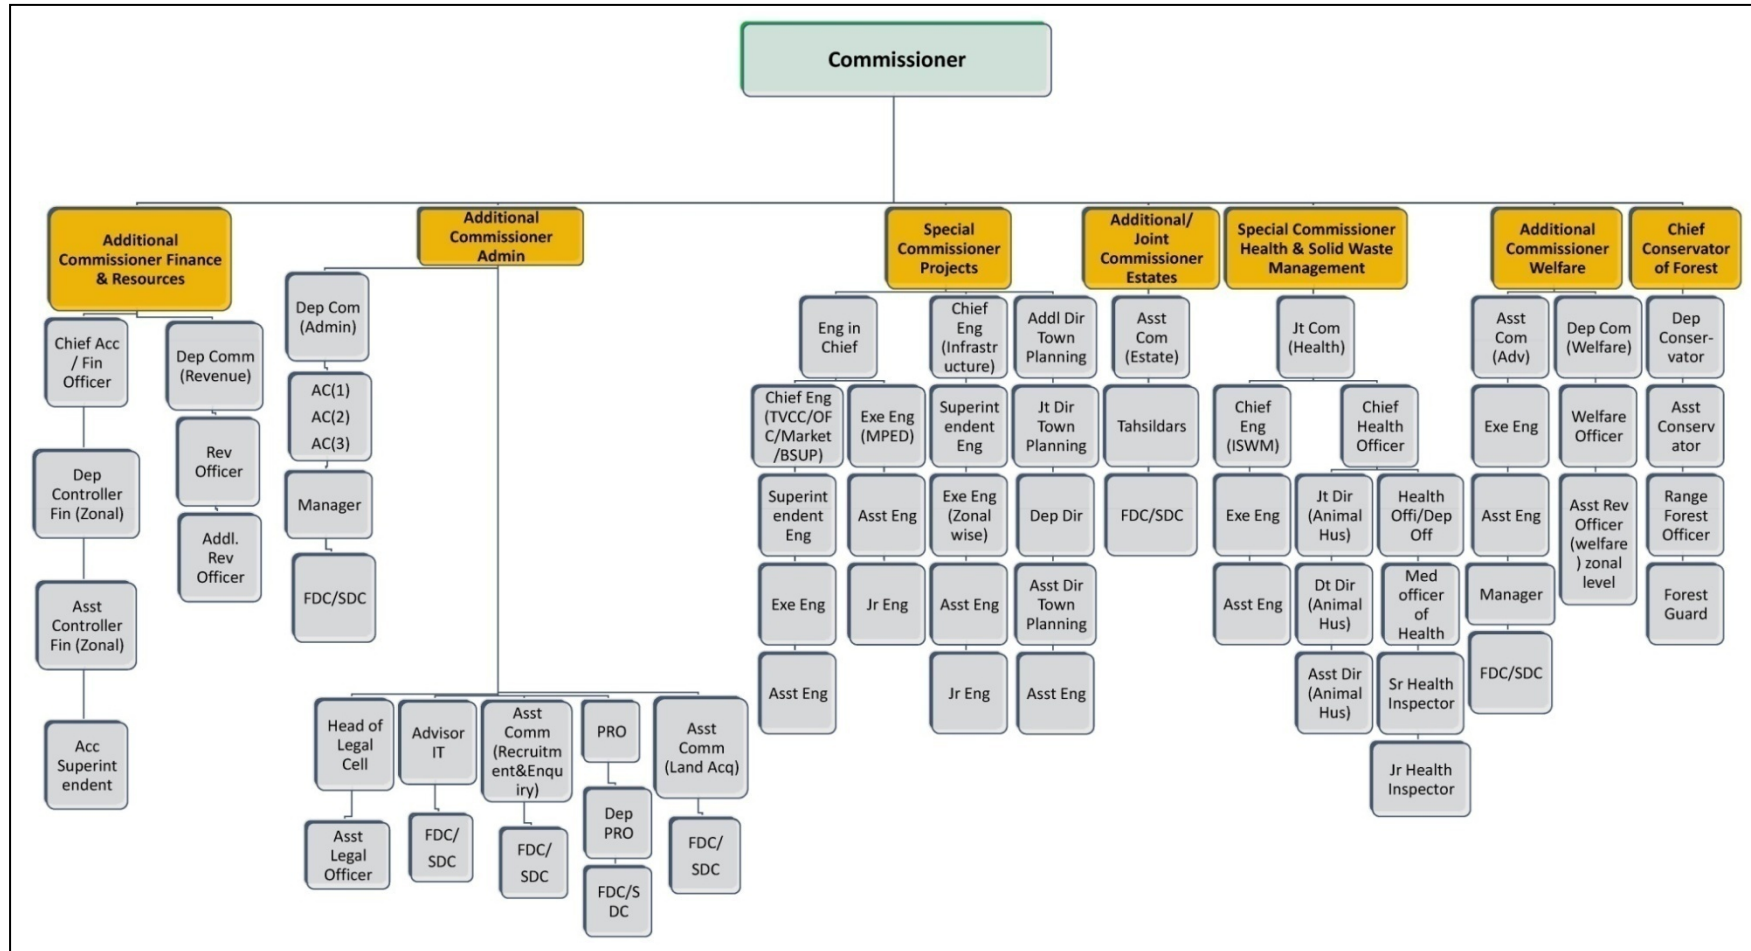 Commissioner
Additional
Commissioner Finance
& Resources
Chief Acc
/ Fin
Officer
Dep
Controller
Fin (Zonal)
Asst
Controller
Fin (Zonal)
Acc
Superint
endent
Dep Comm
(Revenue)
Rev
Officer
Addl.
Rev
Officer
Additional
Commissioner
Admin
Dep Com
(Admin)
AC(1)
AC(2)
AC(3)
Manager
FDC/SDC
Head of
Legal
Cell
Asst
Legal
Officer
Advisor
IT
FDC/
SDC
Asst
Comm
(Recruitm
ent&Enqu
iry)
FDC/
SDC
PRO
Dep
PRO
FDC/S
DC
Asst
Comm
(Land Acq)
FDC/
SDC
Special
Commissioner
Projects
Eng in
Chief
Chief Eng
(TVCC/OF
C/Market
/BSUP)
Superint
endent
Eng
Exe Eng
Asst Eng
Exe Eng
(MPED)
Asst Eng
Jr Eng
Chief
Eng
(Infrastr
ucture)
Superint
endent
Eng
Exe Eng
(Zonal
wise)
Asst Eng
Jr Eng
Addl Dir
Town
Planning
Jt Dir
Town
Planning
Dep Dir
Asst Dir
Town
Planning
Asst Eng
Additional/
Joint
Commissioner
Estates
Asst
Com
(Estate)
Tahsildars
FDC/SDC
Special Commissioner
Health & Solid Waste
Management
Jt Com
(Health)
Chief
Eng
(ISWM)
Exe Eng
Asst Eng
Chief
Health
Officer
Jt Dir
(Animal
Hus)
Dt Dir
(Animal
Hus)
Asst Dir
(Animal
Hus)
Health
Offi/Dep
Off
Med
officer
of
Health
Sr Health
Inspector
Jr Health
Inspector
Additional
Commissioner
Welfare
Asst
Com
(Adv)
Exe Eng
Asst Eng
Manager
FDC/SDC
Dep Com
(Welfare)
Welfare
Officer
Asst Rev
Officer
(welfare
) zonal
level
Chief
Conservator
of Forest
Dep
Conser-
vator
Asst
Conserv
ator
Range
Forest
Officer
Forest
Guard